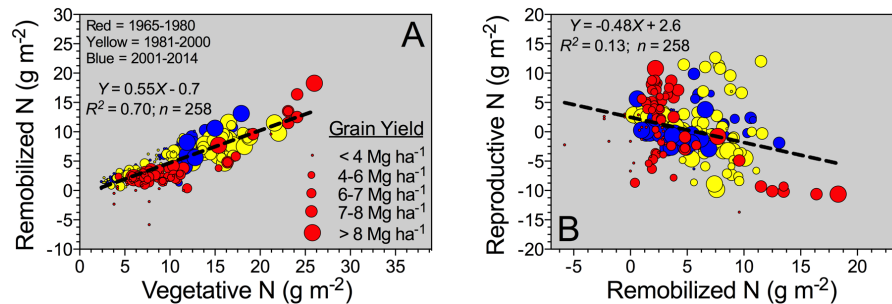 Red = 1965-1980
Yellow = 1981-2000
Blue = 2001-2014
A
Y = 0.55X - 0.7
R² = 0.70; n = 258
Grain Yield
< 4 Mg ha⁻¹
4-6 Mg ha⁻¹
6-7 Mg ha⁻¹
7-8 Mg ha⁻¹
> 8 Mg ha⁻¹
Remobilized N (g m⁻²)
30
25
20
15
10
5
0
-5
-10
0 5 10 15 20 25 30 35
Vegetative N (g m⁻²)
Y = -0.48X + 2.6
R² = 0.13; n = 258
B
Reproductive N (g m⁻²)
20
15
10
5
0
-5
-10
-15
-20
-5 0 5 10 15 20
Remobilized N (g m⁻²)